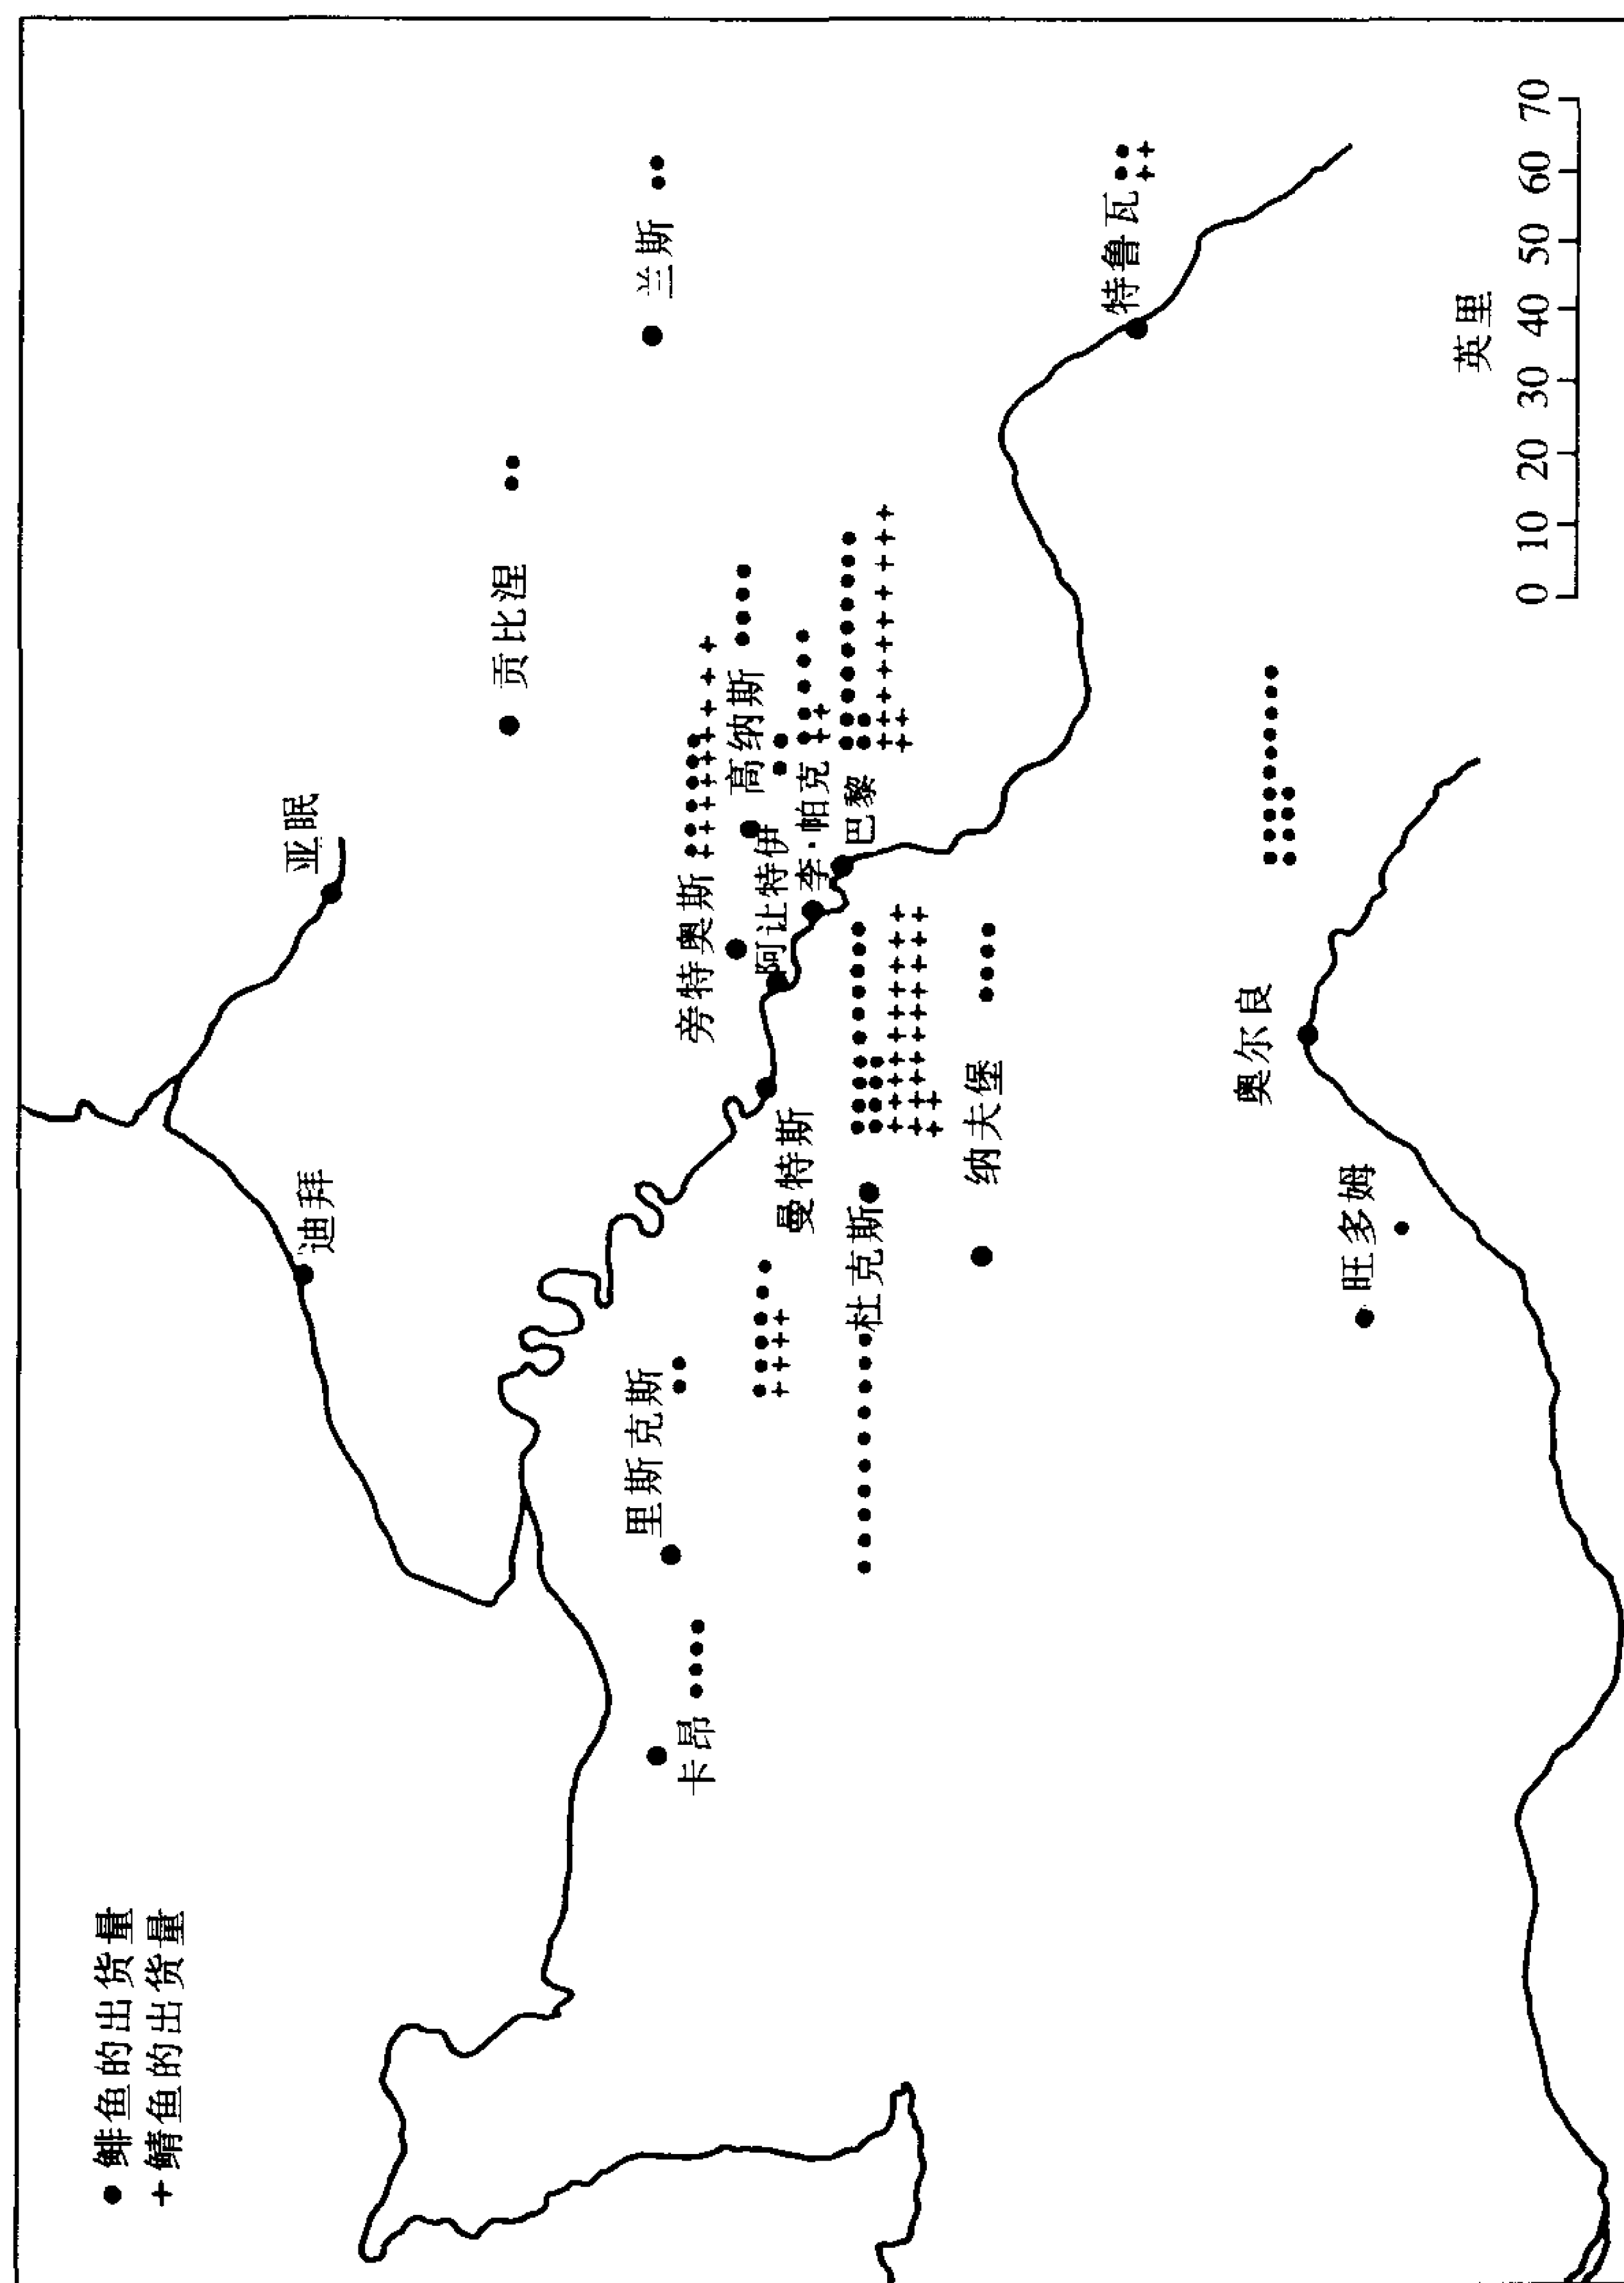 ● 鲱鱼的出货量
+ 鲭鱼的出货量
亚眠
迪拜
贡比涅
兰斯
旁特奥斯
高纳斯
阿让特伊
李·帕克
巴黎
曼特斯
里斯克斯
卡昂
杜克斯
纳夫堡
特鲁瓦
奥尔良
旺多姆
英里
0 10 20 30 40 50 60 70